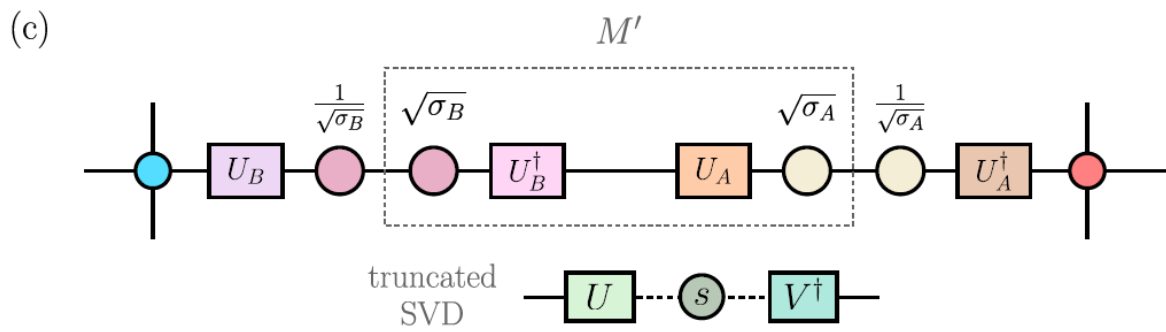 (c)
M′
1/√σ_B √σ_B √σ_A 1/√σ_A
U_B U_B† U_A U_A†
truncated
SVD
U s V†